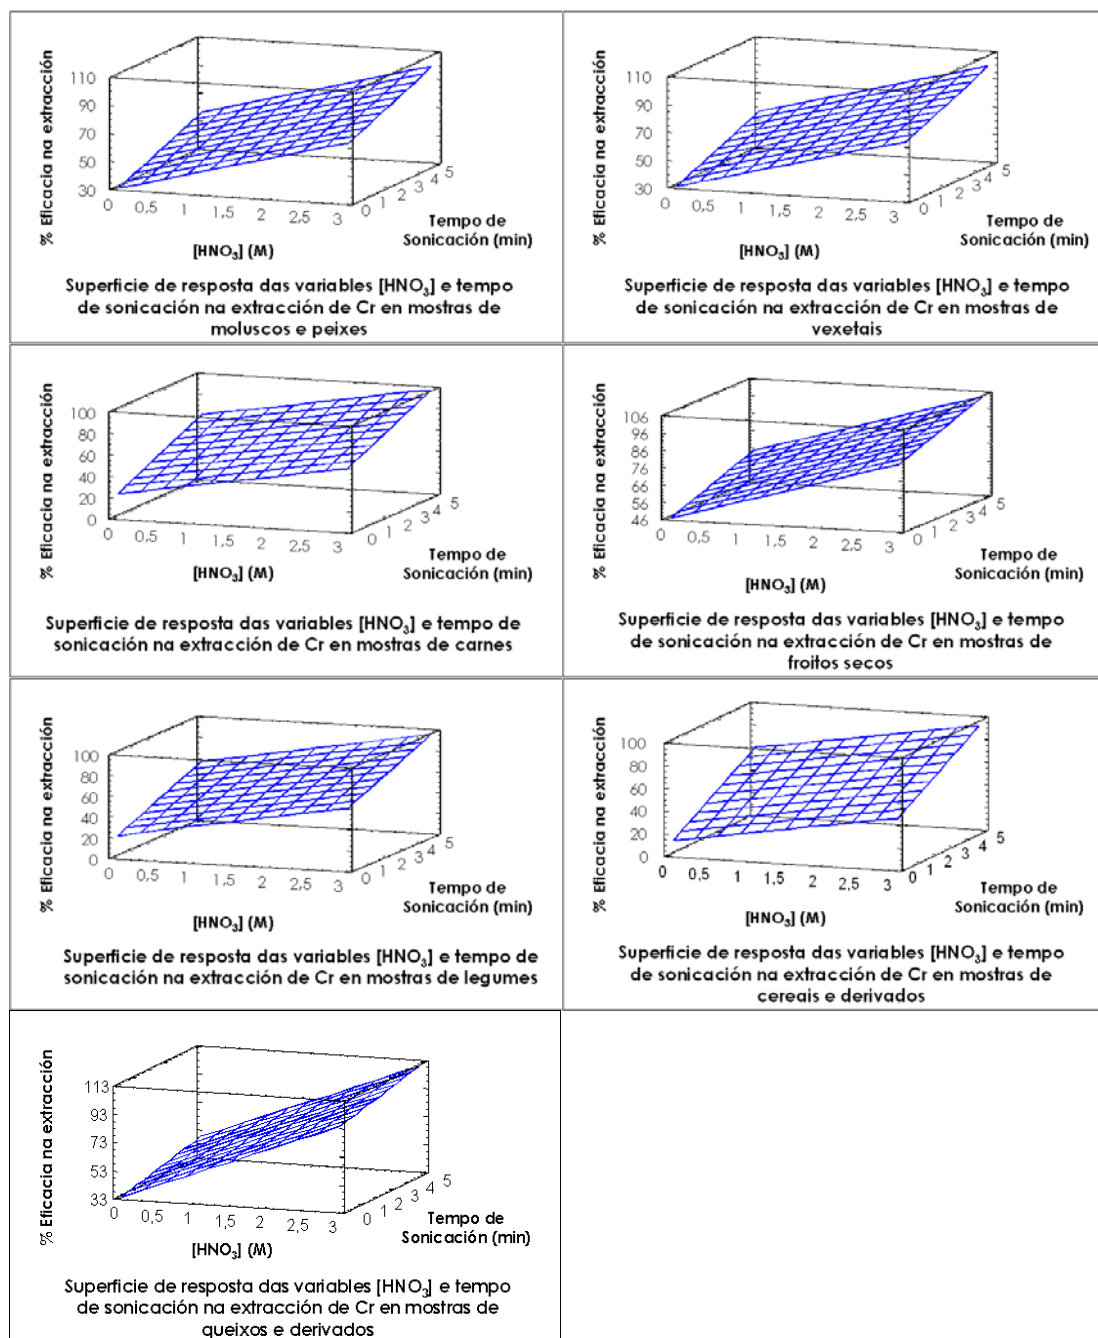 % Eficacia na extracción
110
90
70
50
30
0
0,5
1
1,5
2
2,5
3
0
1
2
3
4
5
Tempo de
Sonicación (min)
[HNO₃] (M)
Superficie de resposta das variables [HNO₃] e tempo
de sonicación na extracción de Cr en mostras de
moluscos e peixes
% Eficacia na extracción
110
90
70
50
30
0
0,5
1
1,5
2
2,5
3
0
1
2
3
4
5
Tempo de
Sonicación (min)
[HNO₃] (M)
Superficie de resposta das variables [HNO₃] e tempo
de sonicación na extracción de Cr en mostras de
vexetais
% Eficacia na extracción
100
80
60
40
20
0
0
0,5
1
1,5
2
2,5
3
0
1
2
3
4
5
Tempo de
Sonicación (min)
[HNO₃] (M)
Superficie de resposta das variables [HNO₃] e tempo de
sonicación na extracción de Cr en mostras de carnes
% Eficacia na extracción
106
96
86
76
66
56
46
0
0,5
1
1,5
2
2,5
3
0
1
2
3
4
5
Tempo de
Sonicación (min)
[HNO₃] (M)
Superficie de resposta das variables [HNO₃] e tempo
de sonicación na extracción de Cr en mostras de
froitos secos
% Eficacia na extracción
100
80
60
40
20
0
0
0,5
1
1,5
2
2,5
3
0
1
2
3
4
5
Tempo de
Sonicación (min)
[HNO₃] (M)
Superficie de resposta das variables [HNO₃] e tempo de
sonicación na extracción de Cr en mostras de legumes
% Eficacia na extracción
100
80
60
40
20
0
0
0,5
1
1,5
2
2,5
3
0
1
2
3
4
5
Tempo de
Sonicación (min)
[HNO₃] (M)
Superficie de resposta das variables [HNO₃] e tempo
de sonicación na extracción de Cr en mostras de
cereais e derivados
% Eficacia na extracción
113
93
73
53
33
0
0,5
1
1,5
2
2,5
3
0
1
2
3
4
5
Tempo de
Sonicación (min)
[HNO₃] (M)
Superficie de resposta das variables [HNO₃] e tempo
de sonicación na extracción de Cr en mostras de
queixos e derivados